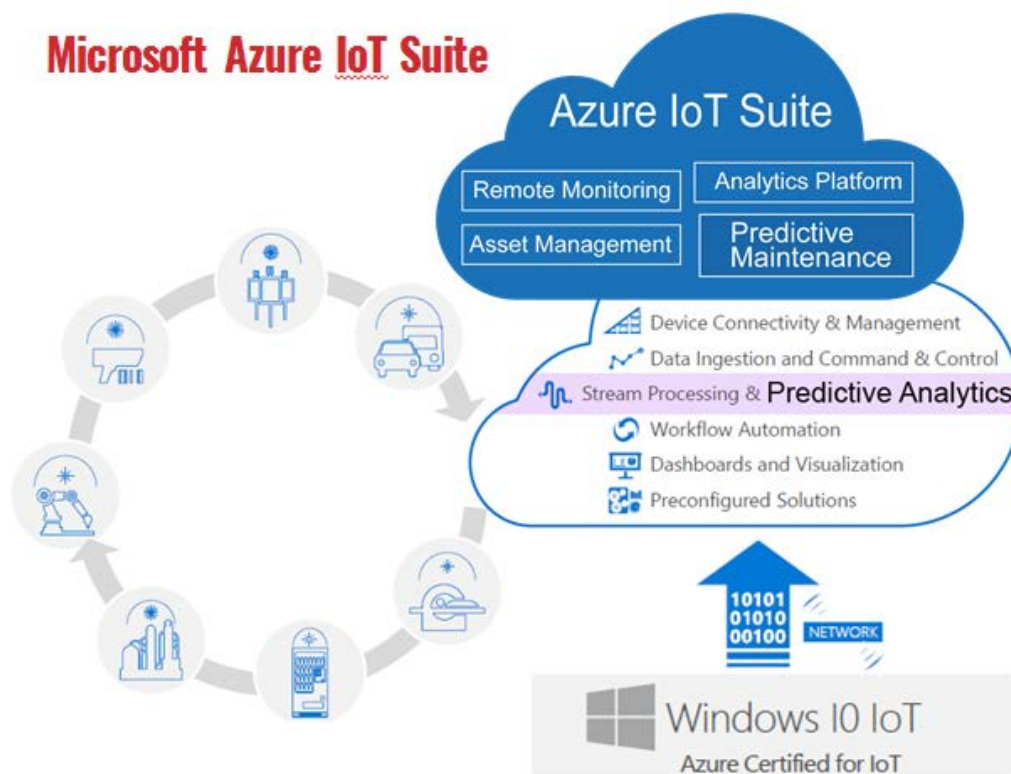 Microsoft Azure IoT Suite
Azure IoT Suite
Remote Monitoring
Analytics Platform
Asset Management
Predictive
Maintenance
Device Connectivity & Management
Data Ingestion and Command & Control
Stream Processing & Predictive Analytics
Workflow Automation
Dashboards and Visualization
Preconfigured Solutions
10101
01010
00100
NETWORK
Windows 10 IoT
Azure Certified for IoT